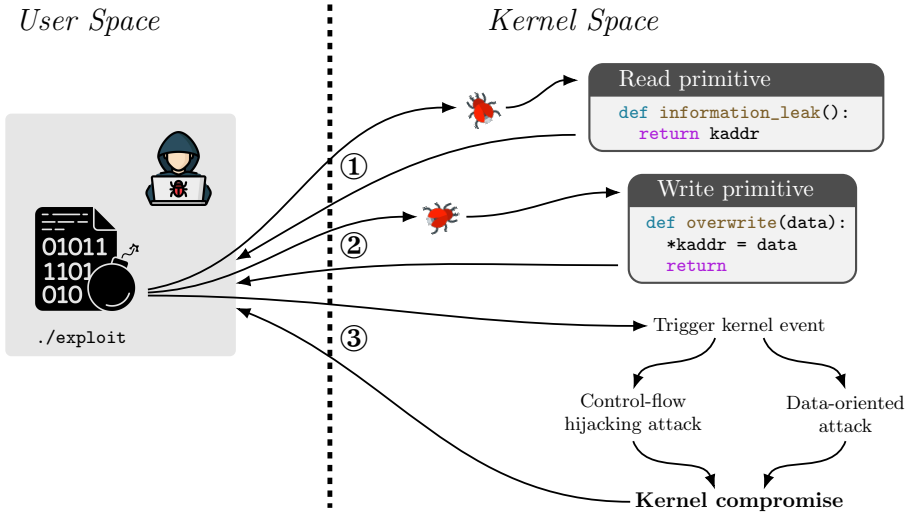 User Space
Kernel Space
Read primitive
def information_leak():
return kaddr
①
Write primitive
def overwrite(data):
*kaddr = data
return
②
01011
1101
010
./exploit
③
Trigger kernel event
Control-flow
hijacking attack
Data-oriented
attack
Kernel compromise